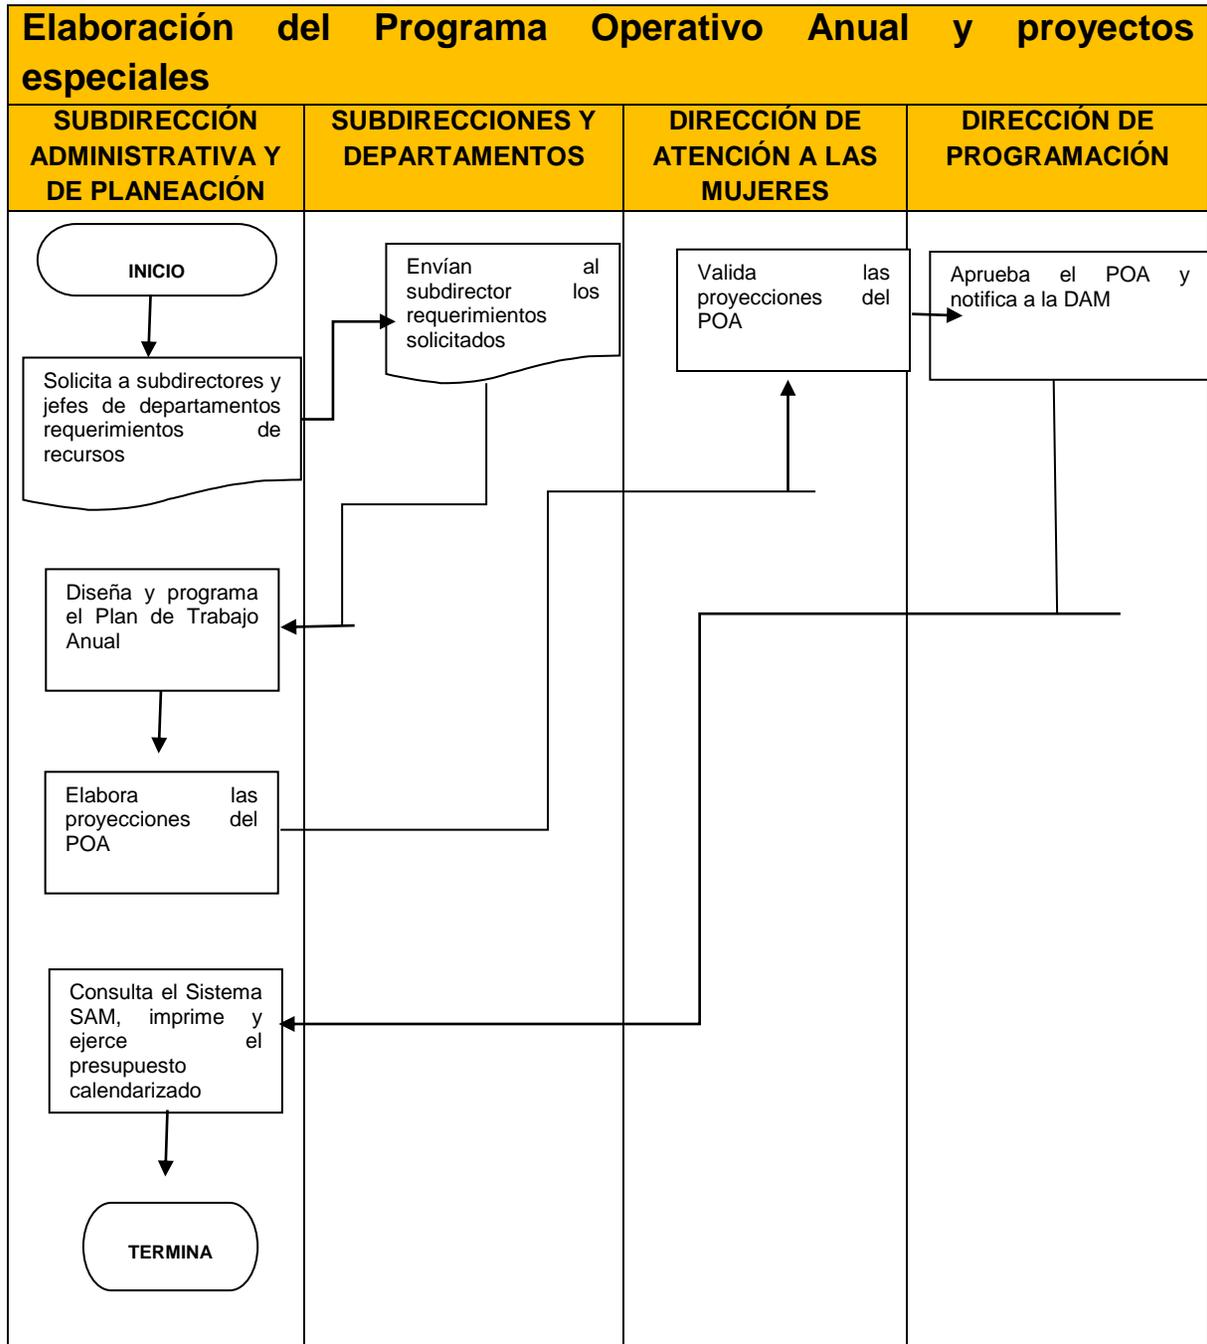 Elaboración del Programa Operativo Anual y proyectos
especiales
SUBDIRECCIÓN
ADMINISTRATIVA Y
DE PLANEACIÓN
SUBDIRECCIONES Y
DEPARTAMENTOS
DIRECCIÓN DE
ATENCIÓN A LAS
MUJERES
DIRECCIÓN DE
PROGRAMACIÓN
INICIO
Solicita a subdirectores y
jefes de departamentos
requerimientos de
recursos
Envían al
subdirector los
requerimientos
solicitados
Diseña y programa
el Plan de Trabajo
Anual
Elabora las
proyecciones del
POA
Valida las
proyecciones del
POA
Aprueba el POA y
notifica a la DAM
Consulta el Sistema
SAM, imprime y
ejerce el
presupuesto
calendarizado
TERMINA